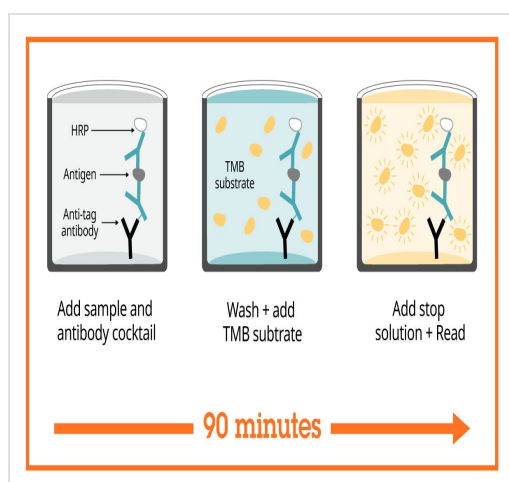 HRP
Antigen
Anti-tag
antibody
TMB
substrate
Add sample and
antibody cocktail
Wash + add
TMB subtrate
Add stop
solution + Read
90 minutes